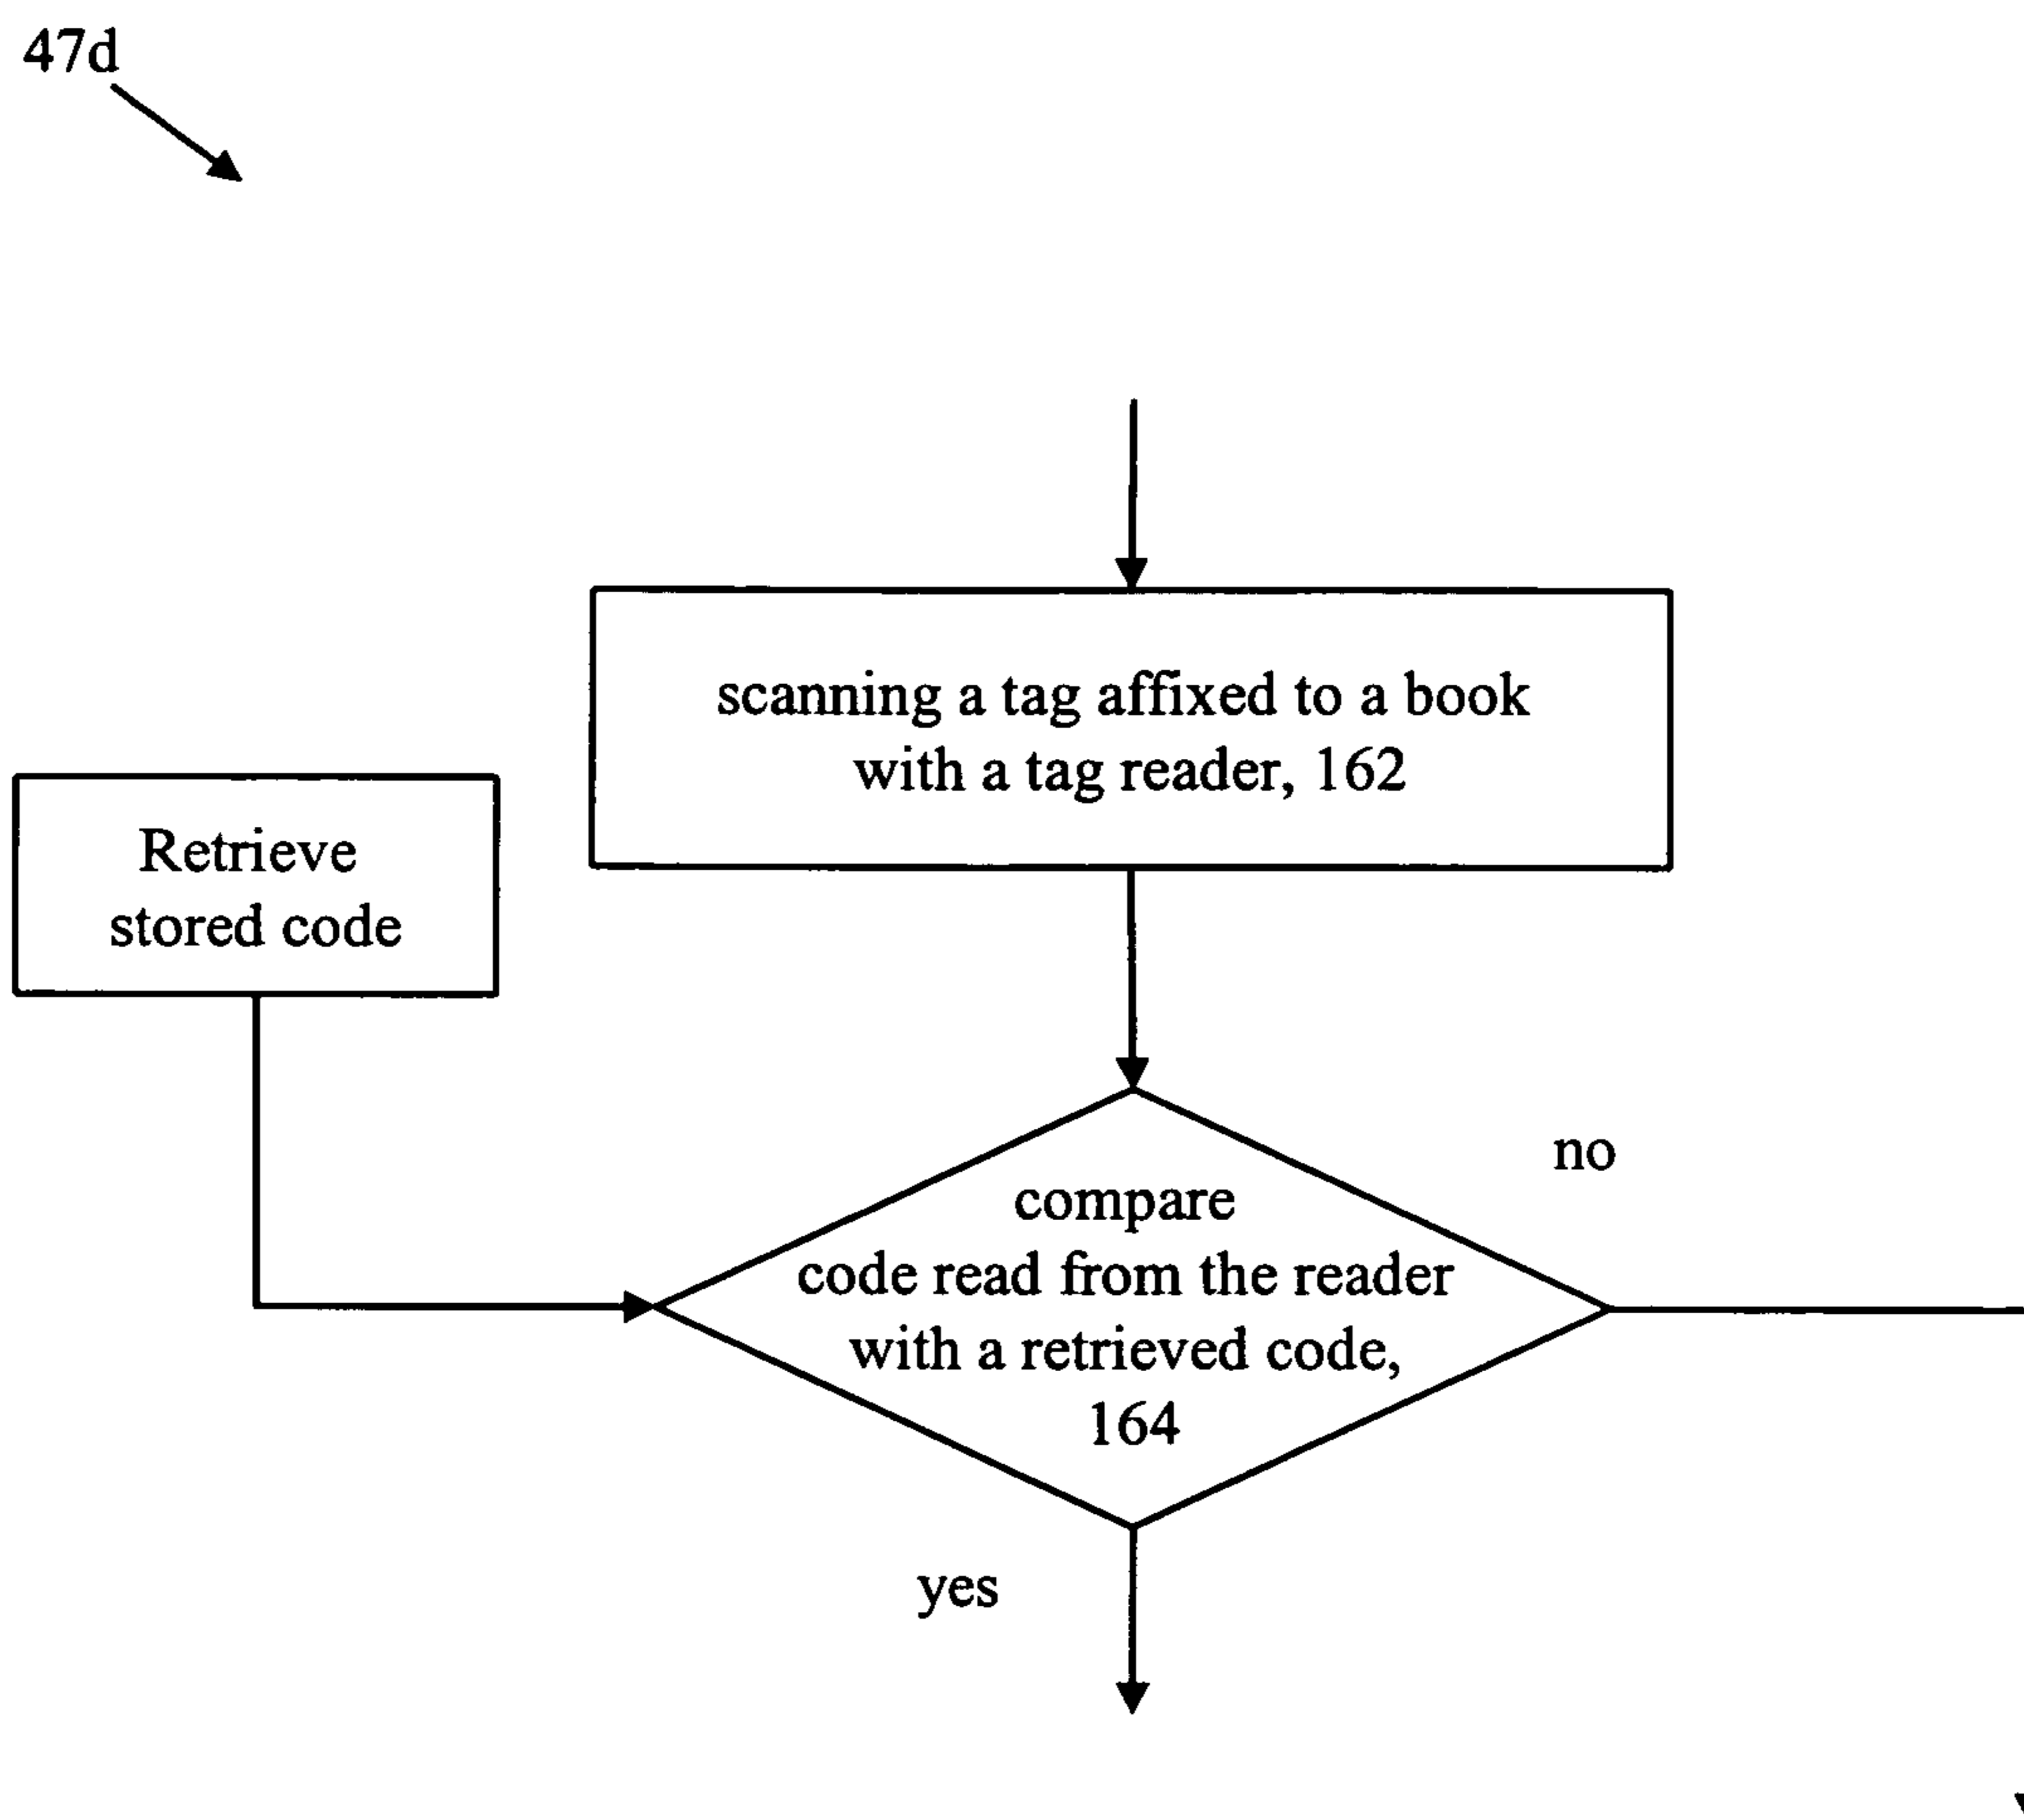 47d
scanning a tag affixed to a book
with a tag reader, 162
Retrieve
stored code
no
compare
code read from the reader
with a retrieved code,
164
yes